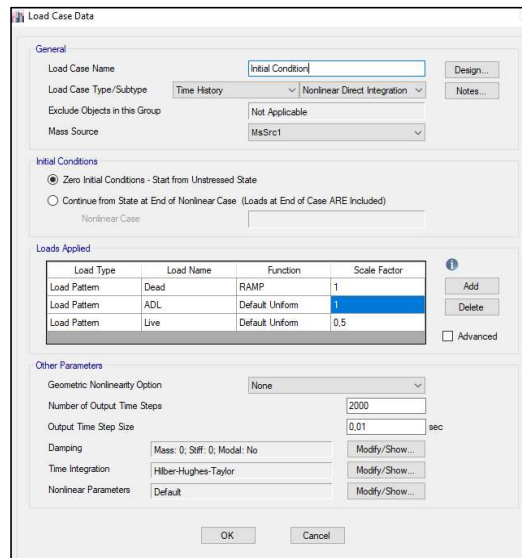 Load Case Data
General
Load Case Name Initial Condition Design...
Load Case Type/Subtype Time History Nonlinear Direct Integration Notes...
Exclude Objects in this Group Not Applicable
Mass Source MsSrc1
Initial Conditions
Zero Initial Conditions - Start from Unstressed State
Continue from State at End of Nonlinear Case (Loads at End of Case ARE Included)
Nonlinear Case
Loads Applied
Load Type Load Name Function Scale Factor
Load Pattern Dead RAMP 1 Add
Load Pattern ADL Default Uniform 1 Delete
Load Pattern Live Default Uniform 0,5
Advanced
Other Parameters
Geometric Nonlinearity Option None
Number of Output Time Steps 2000
Output Time Step Size 0,01 sec
Damping Mass: 0; Stiff: 0; Modal: No Modify/Show...
Time Integration Hilber-Hughes-Taylor Modify/Show...
Nonlinear Parameters Default Modify/Show...
OK Cancel